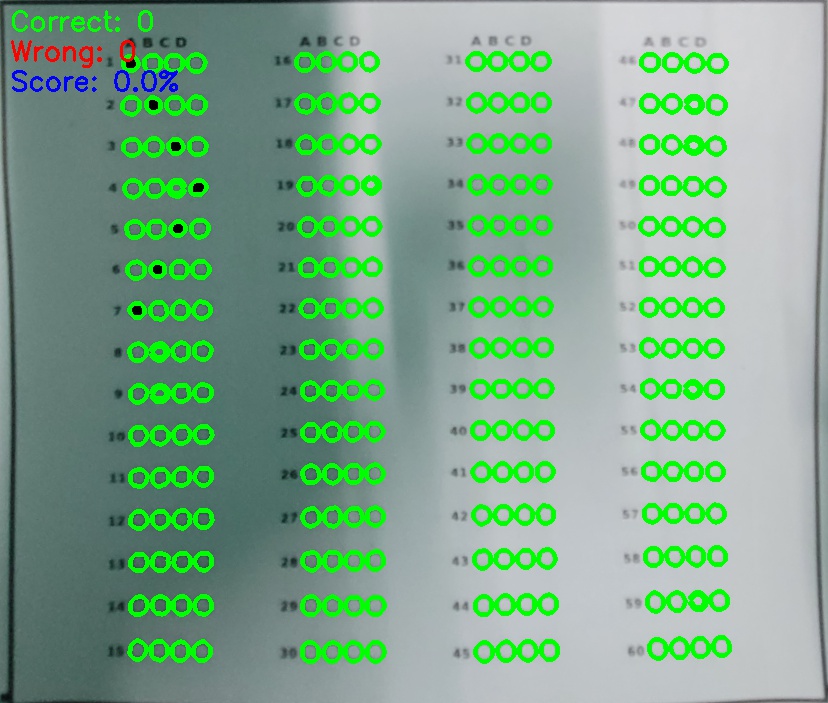 Correct: 0
Wrong: 0
Score: 0.0%
A B C D A B C D A B C D A B C D
1 16 31 46
2 17 32 47
3 18 33 48
4 19 34 49
5 20 35 50
6 21 36 51
7 22 37 52
8 23 38 53
9 24 39 54
10 25 40 55
11 26 41 56
12 27 42 57
13 28 43 58
14 29 44 59
15 30 45 60